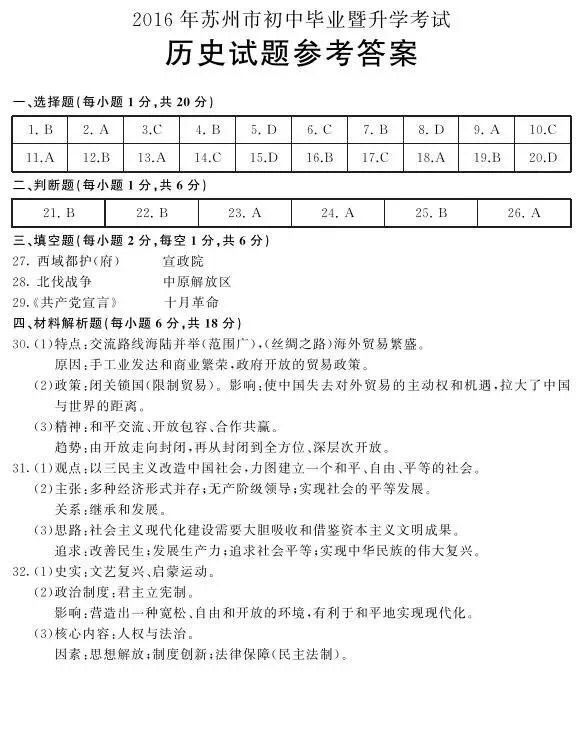 2016 年苏州市初中毕业暨升学考试
历史试题参考答案
一、选择题(每小题 1 分,共 20 分)
1. B 2. A 3.C 4. B 5. D 6. C 7. B 8. D 9. A 10.C
11.A 12.B 13.A 14.C 15.D 16.B 17.C 18.A 19.B 20.D
二、判断题(每小题 1 分,共 6 分)
21. B 22. B 23. A 24. A 25. B 26. A
三、填空题(每小题 2 分,每空 1 分,共 6 分)
27. 西域都护(府) 宣政院
28. 北伐战争 中原解放区
29.《共产党宣言》 十月革命
四、材料解析题(每小题 6 分,共 18 分)
30. (1)特点:交流路线海陆并举(范围广),(丝绸之路)海外贸易繁盛。
原因:手工业发达和商业繁荣,政府开放的贸易政策。
(2)政策:闭关锁国(限制贸易)。影响:使中国失去对外贸易的主动权和机遇,拉大了中国
与世界的距离。
(3)精神:和平交流、开放包容、合作共赢。
趋势:由开放走向封闭,再从封闭到全方位、深层次开放。
31. (1)观点:以三民主义改造中国社会,力图建立一个和平、自由、平等的社会。
(2)主张:多种经济形式并存;无产阶级领导;实现社会的平等发展。
关系:继承和发展。
(3)思路:社会主义现代化建设需要大胆吸收和借鉴资本主义文明成果。
追求:改善民生;发展生产力;追求社会平等;实现中华民族的伟大复兴。
32. (1)史实:文艺复兴、启蒙运动。
(2)政治制度:君主立宪制。
影响:营造出一种宽松、自由和开放的环境,有利于和平地实现现代化。
(3)核心内容:人权与法治。
因素:思想解放;制度创新;法律保障(民主法制)。